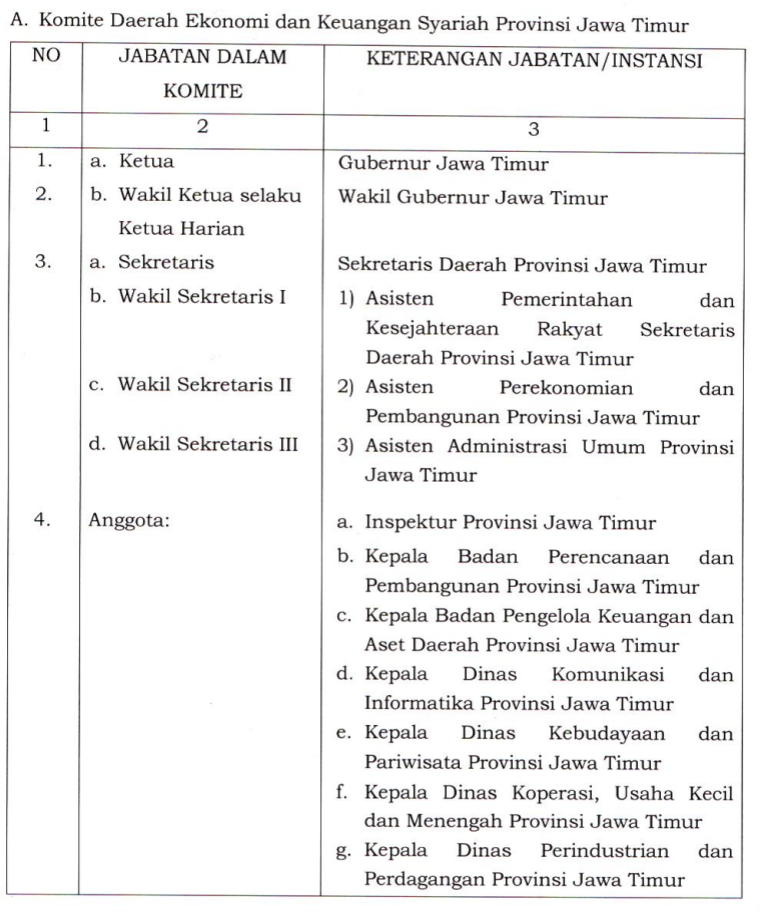 A. Komite Daerah Ekonomi dan Keuangan Syariah Provinsi Jawa Timur
NO JABATAN DALAM KOMITE KETERANGAN JABATAN/INSTANSI
1 2 3
1. a. Ketua Gubernur Jawa Timur
2. b. Wakil Ketua selaku Wakil Gubernur Jawa Timur
Ketua Harian
3. a. Sekretaris Sekretaris Daerah Provinsi Jawa Timur
b. Wakil Sekretaris I 1) Asisten Pemerintahan dan
Kesejahteraan Rakyat Sekretaris
Daerah Provinsi Jawa Timur
c. Wakil Sekretaris II 2) Asisten Perekonomian dan
Pembangunan Provinsi Jawa Timur
d. Wakil Sekretaris III 3) Asisten Administrasi Umum Provinsi
Jawa Timur
4. Anggota: a. Inspektur Provinsi Jawa Timur
b. Kepala Badan Perencanaan dan
Pembangunan Provinsi Jawa Timur
c. Kepala Badan Pengelola Keuangan dan
Aset Daerah Provinsi Jawa Timur
d. Kepala Dinas Komunikasi dan
Informatika Provinsi Jawa Timur
e. Kepala Dinas Kebudayaan dan
Pariwisata Provinsi Jawa Timur
f. Kepala Dinas Koperasi, Usaha Kecil
dan Menengah Provinsi Jawa Timur
g. Kepala Dinas Perindustrian dan
Perdagangan Provinsi Jawa Timur